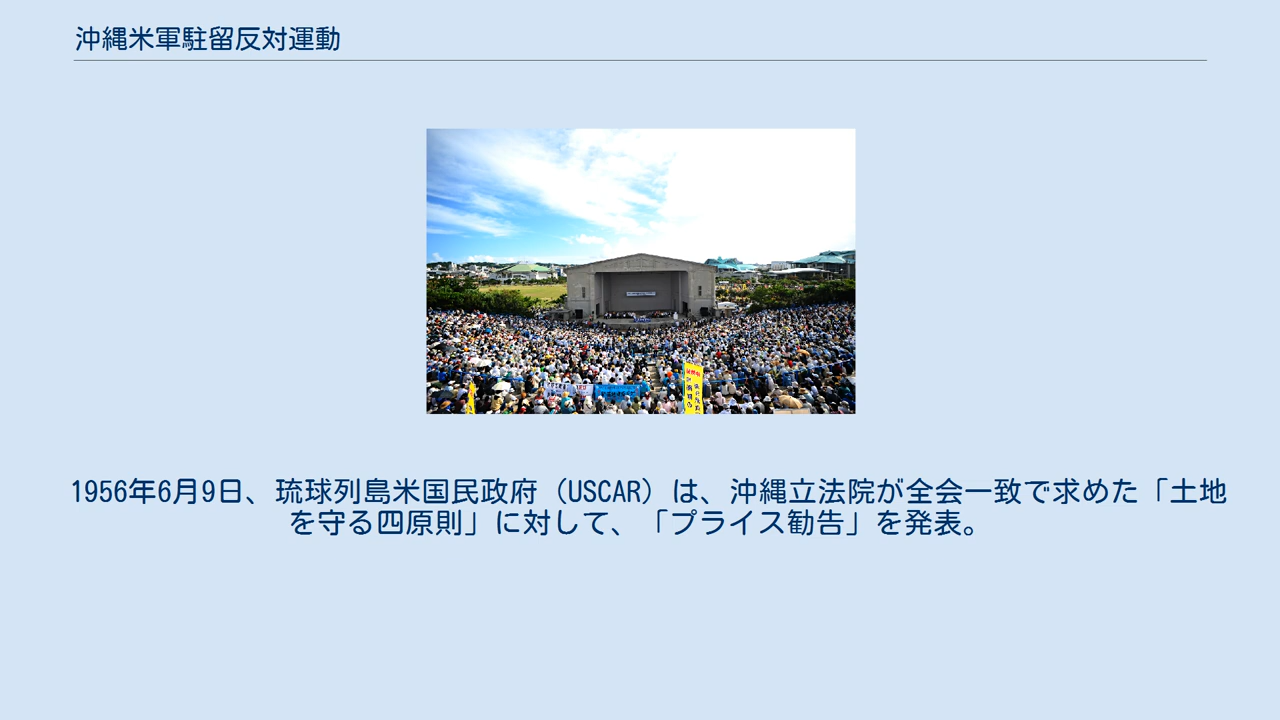 沖縄米軍駐留反対運動
1956年6月9日、琉球列島米国民政府（USCAR）は、沖縄立法院が全会一致で求めた「土地
を守る四原則」に対して、「プライス勧告」を発表。